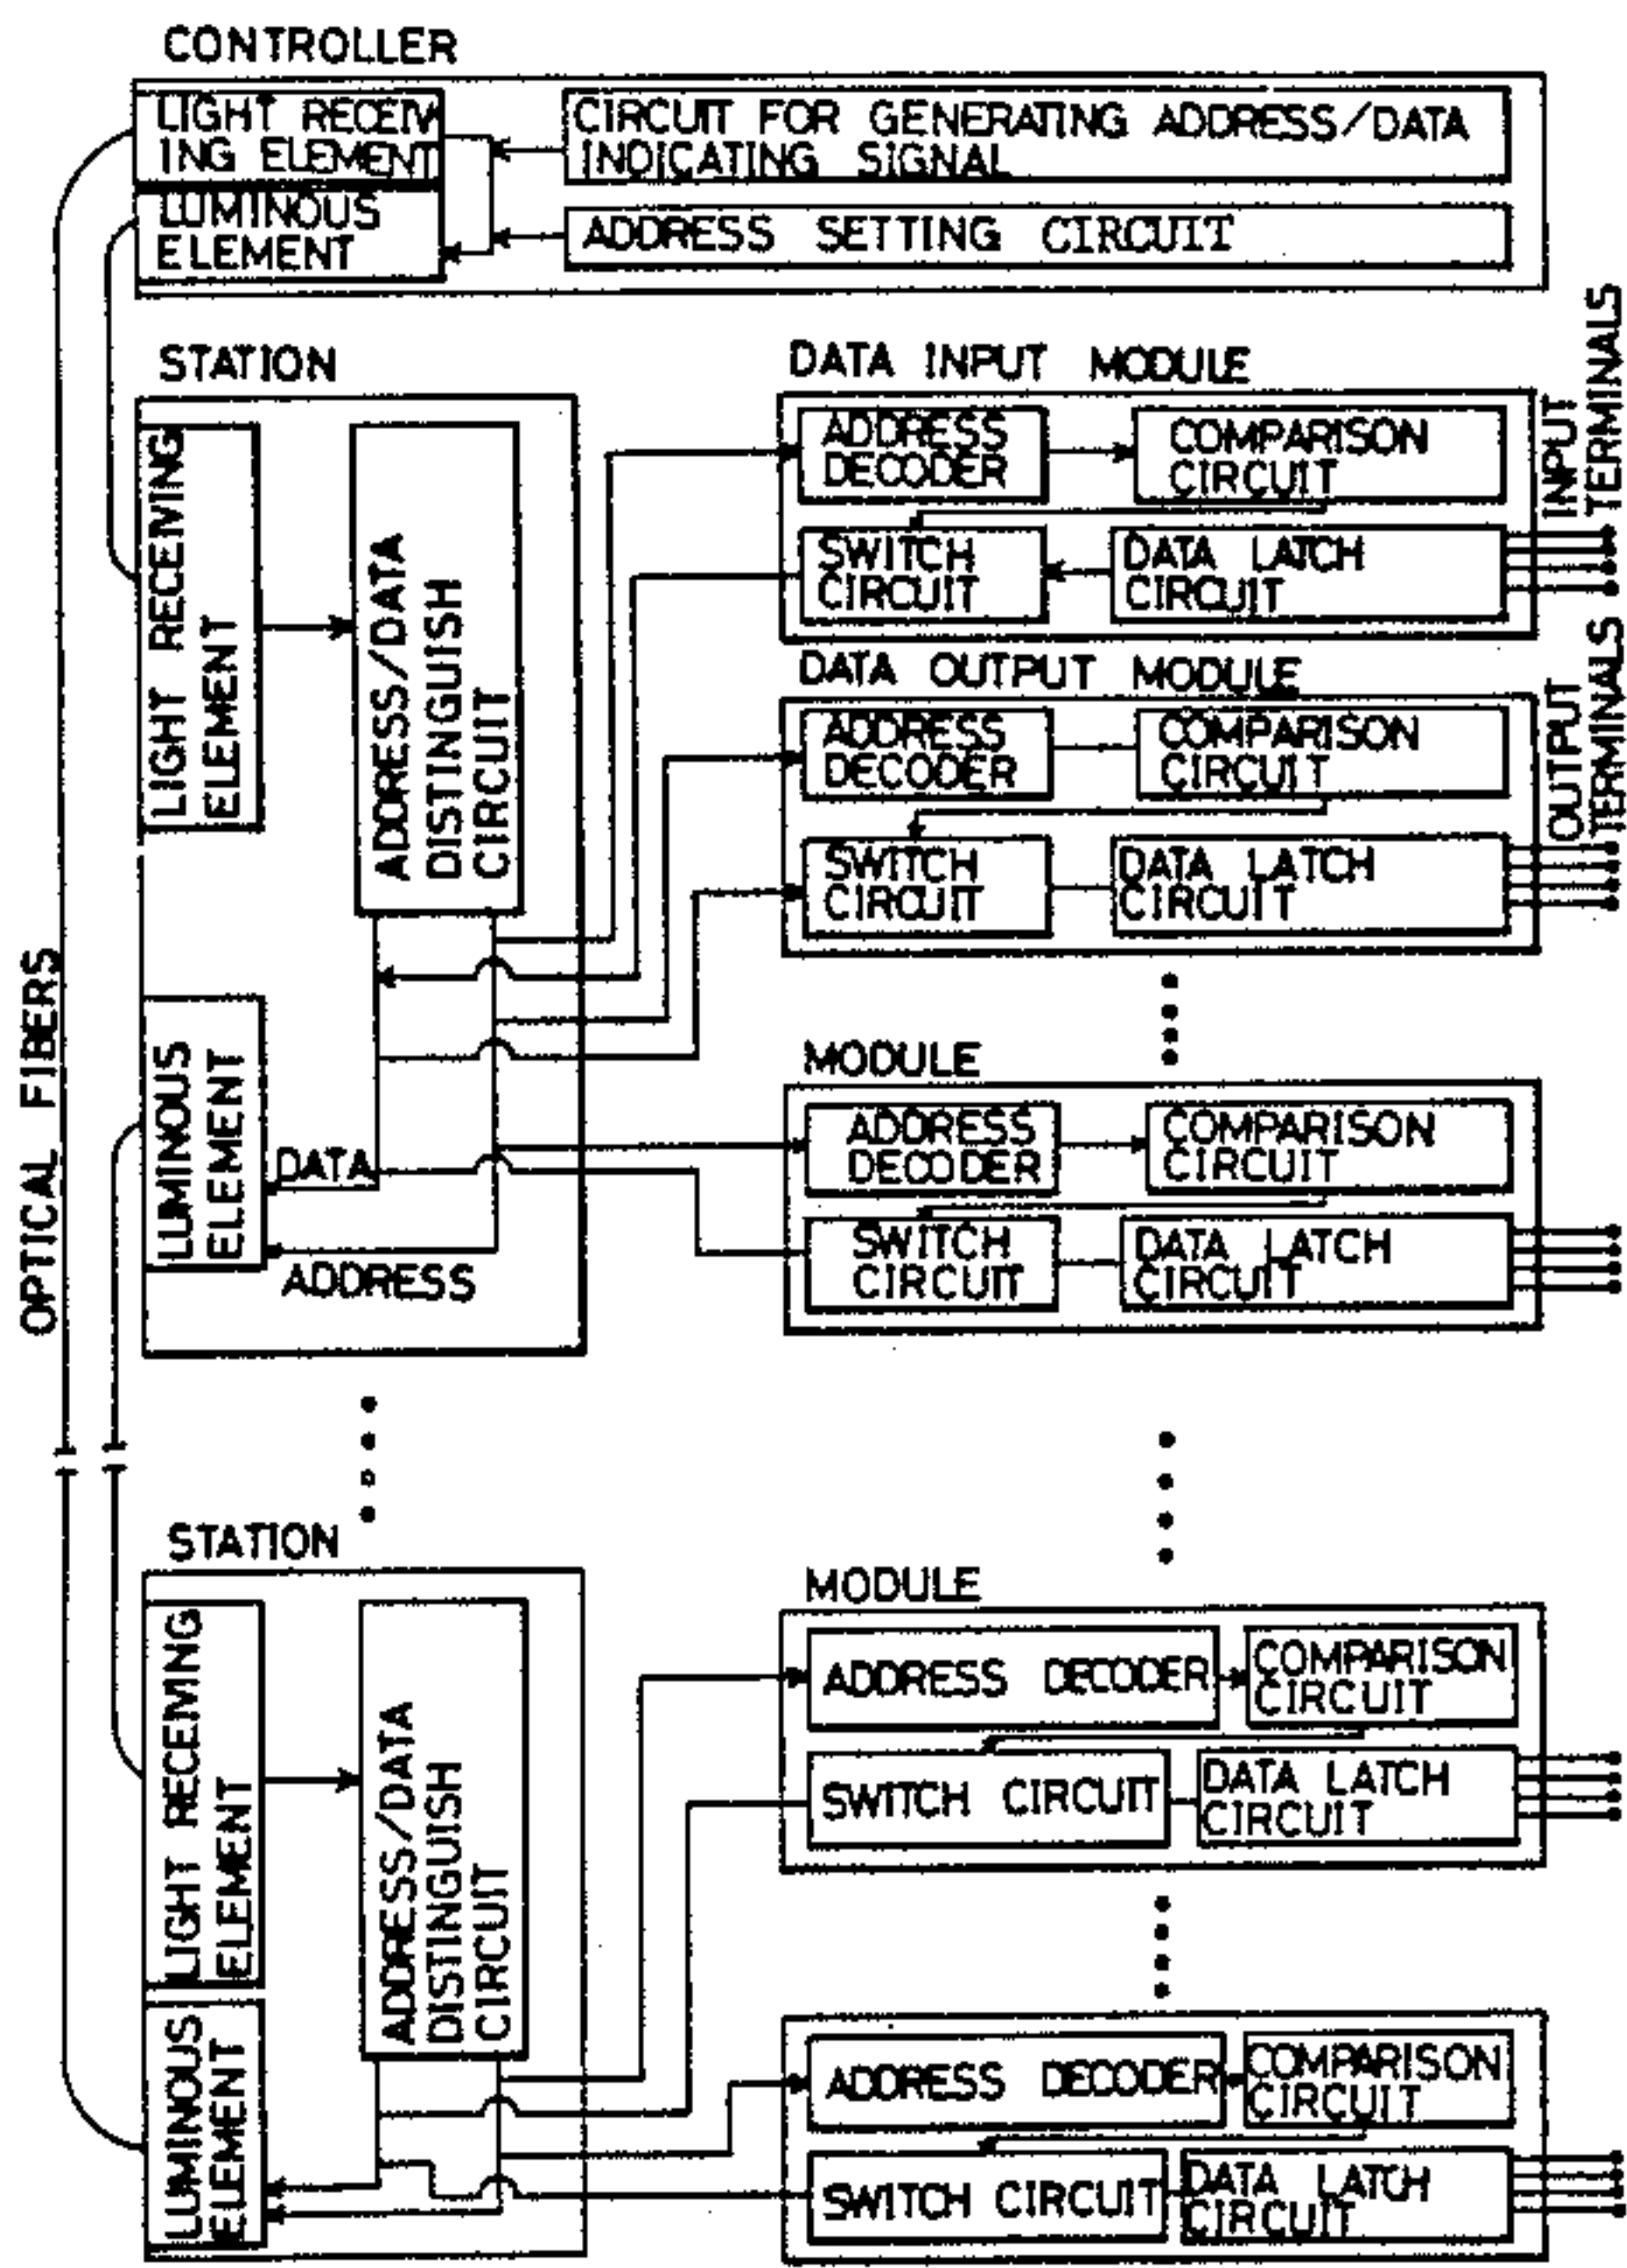 CONTROLLER
LIGHT RECEIV
ING ELEMENT
CIRCUIT FOR GENERATING ADDRESS/DATA
INDICATING SIGNAL
LUMINOUS
ELEMENT
ADDRESS SETTING CIRCUIT
STATION
LIGHT RECEIVING
ELEMENT
ADDRESS/DATA
DISTINGUISH
CIRCUIT
LUMINOUS
ELEMENT
DATA
ADDRESS
OPTICAL FIBERS
DATA INPUT MODULE
ADDRESS
DECODER
COMPARISON
CIRCUIT
SWITCH
CIRCUIT
DATA LATCH
CIRCUIT
INPUT
TERMINALS
DATA OUTPUT MODULE
ADDRESS
DECODER
COMPARISON
CIRCUIT
SWITCH
CIRCUIT
DATA LATCH
CIRCUIT
OUTPUT
TERMINALS
MODULE
ADDRESS
DECODER
COMPARISON
CIRCUIT
SWITCH
CIRCUIT
DATA LATCH
CIRCUIT
STATION
LIGHT RECEIVING
ELEMENT
ADDRESS/DATA
DISTINGUISH
CIRCUIT
LUMINOUS
ELEMENT
MODULE
ADDRESS DECODER
COMPARISON
CIRCUIT
SWITCH CIRCUIT
DATA LATCH
CIRCUIT
ADDRESS DECODER
COMPARISON
CIRCUIT
SWITCH CIRCUIT
DATA LATCH
CIRCUIT